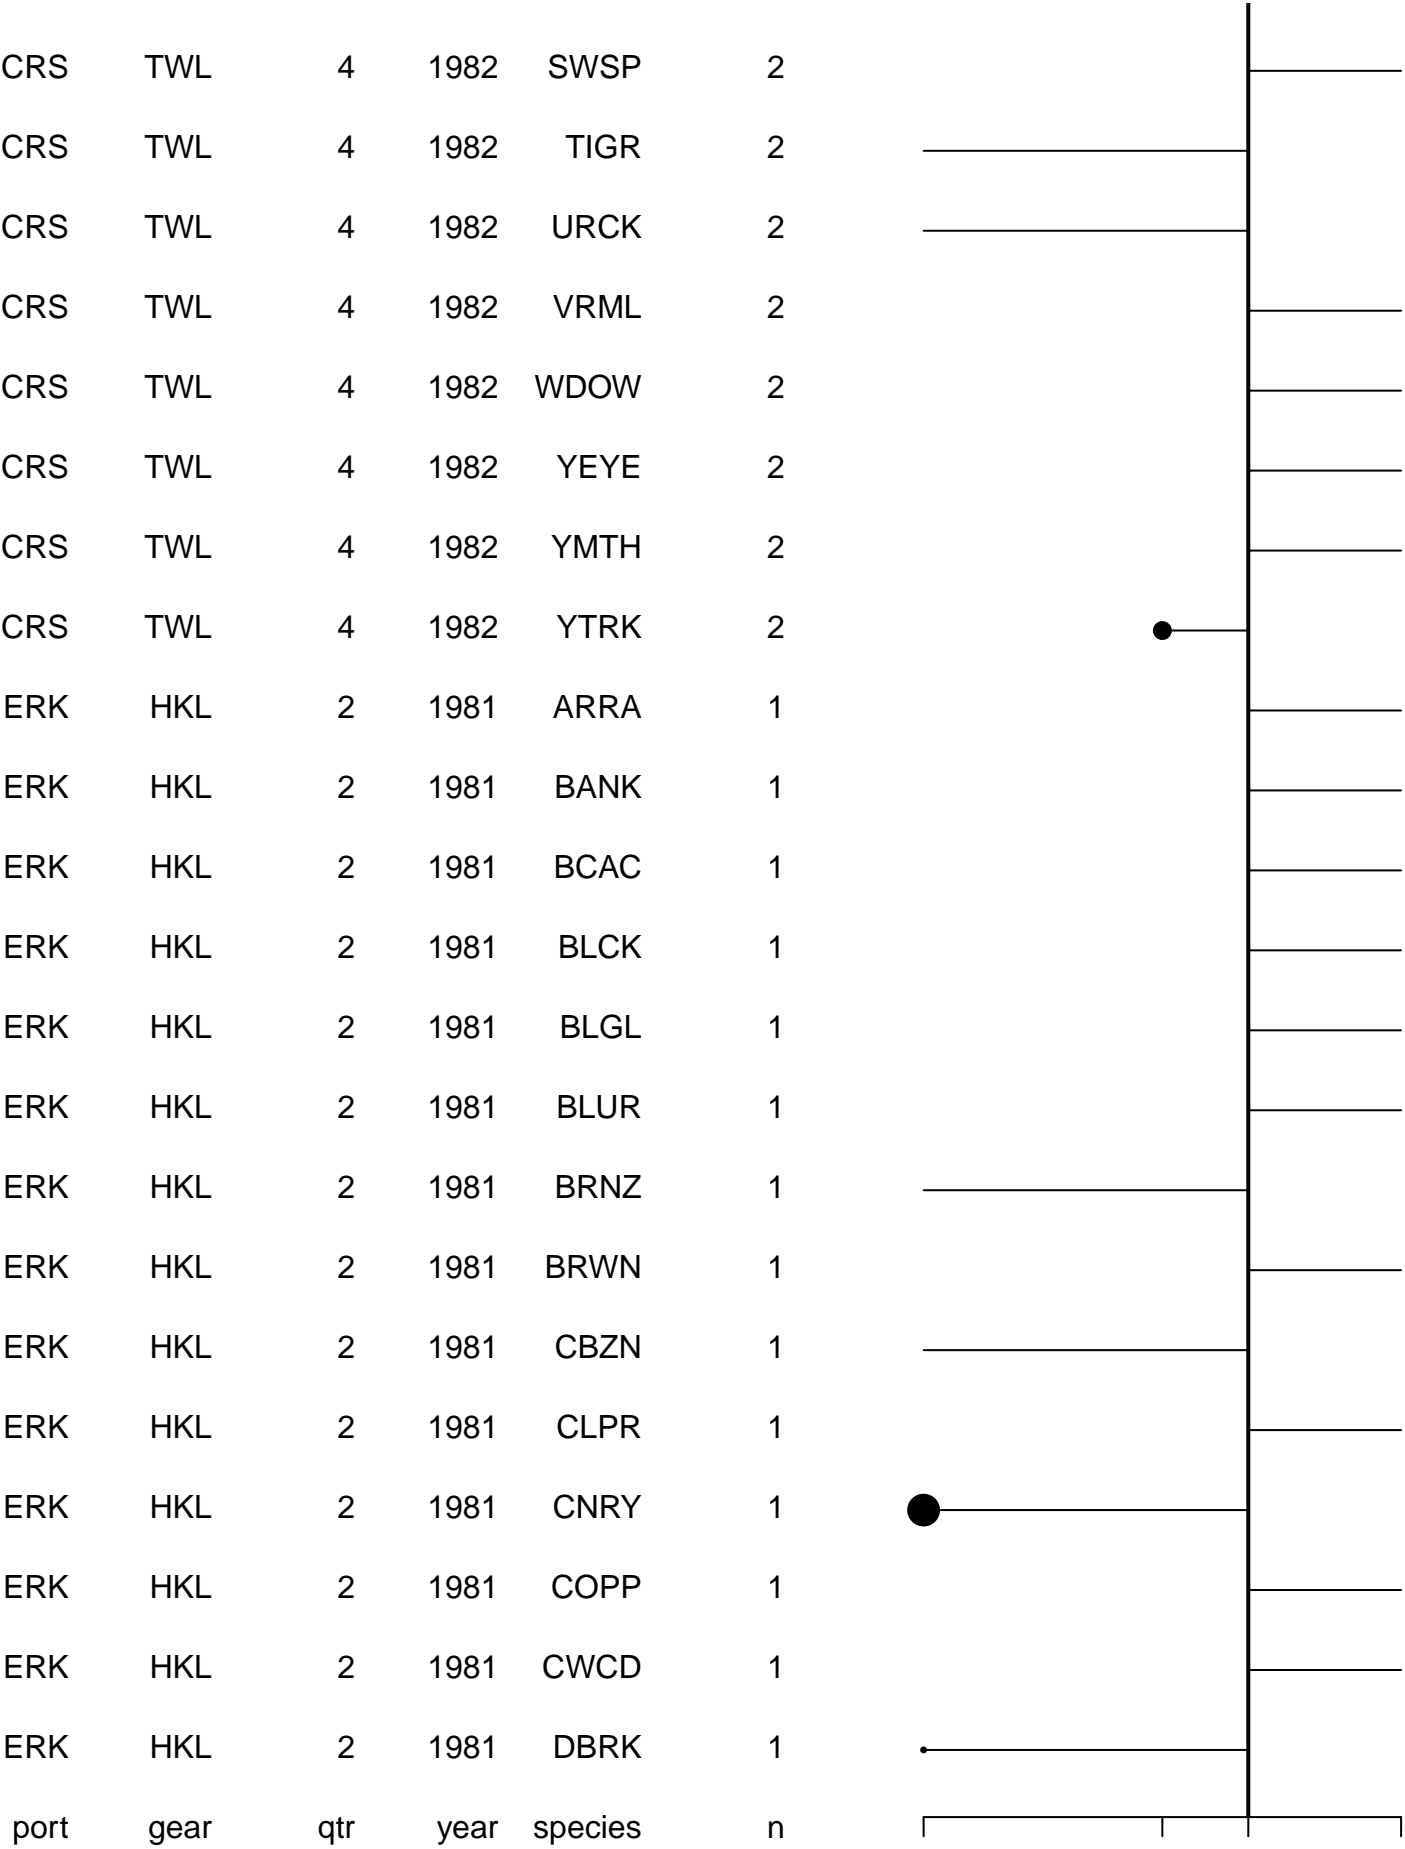 CRS TWL 4 1982 SWSP 2
CRS TWL 4 1982 TIGR 2
CRS TWL 4 1982 URCK 2
CRS TWL 4 1982 VRML 2
CRS TWL 4 1982 WDOW 2
CRS TWL 4 1982 YEYE 2
CRS TWL 4 1982 YMTH 2
CRS TWL 4 1982 YTRK 2
ERK HKL 2 1981 ARRA 1
ERK HKL 2 1981 BANK 1
ERK HKL 2 1981 BCAC 1
ERK HKL 2 1981 BLCK 1
ERK HKL 2 1981 BLGL 1
ERK HKL 2 1981 BLUR 1
ERK HKL 2 1981 BRNZ 1
ERK HKL 2 1981 BRWN 1
ERK HKL 2 1981 CBZN 1
ERK HKL 2 1981 CLPR 1
ERK HKL 2 1981 CNRY 1
ERK HKL 2 1981 COPP 1
ERK HKL 2 1981 CWCD 1
ERK HKL 2 1981 DBRK 1
port gear qtr year species n